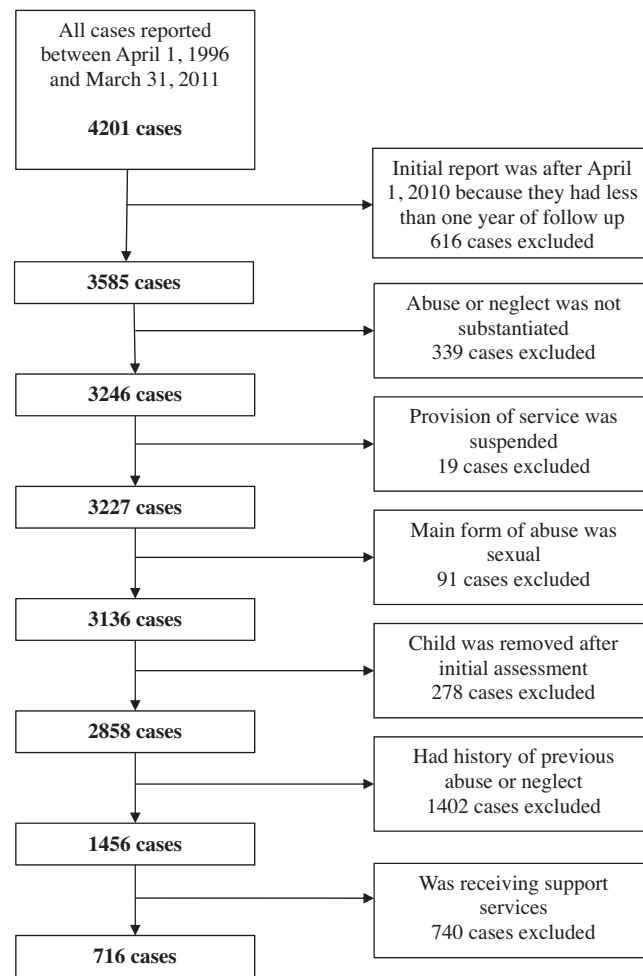 All cases reported
between April 1, 1996
and March 31, 2011
4201 cases
Initial report was after April
1, 2010 because they had less
than one year of follow up
616 cases excluded
3585 cases
Abuse or neglect was not
substantiated
339 cases excluded
3246 cases
Provision of service was
suspended
19 cases excluded
3227 cases
Main form of abuse was
sexual
91 cases excluded
3136 cases
Child was removed after
initial assessment
278 cases excluded
2858 cases
Had history of previous
abuse or neglect
1402 cases excluded
1456 cases
Was receiving support
services
740 cases excluded
716 cases